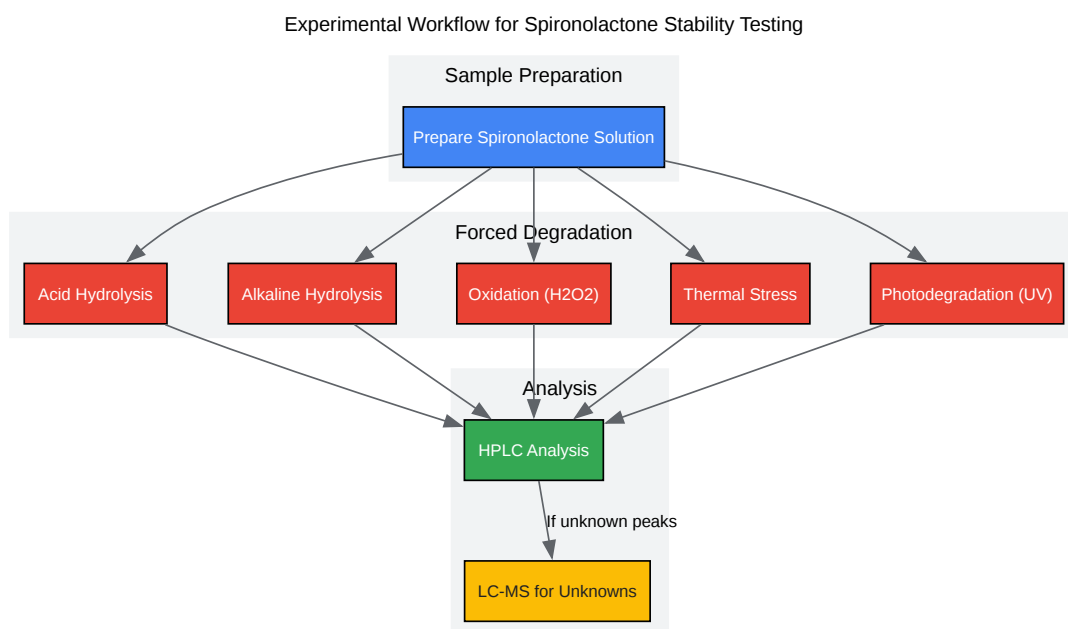 Experimental Workflow for Spironolactone Stability Testing
Sample Preparation
Prepare Spironolactone Solution
Forced Degradation
Acid Hydrolysis
Alkaline Hydrolysis
Oxidation (H2O2)
Thermal Stress
Photodegradation (UV)
Analysis
HPLC Analysis
If unknown peaks
LC-MS for Unknowns